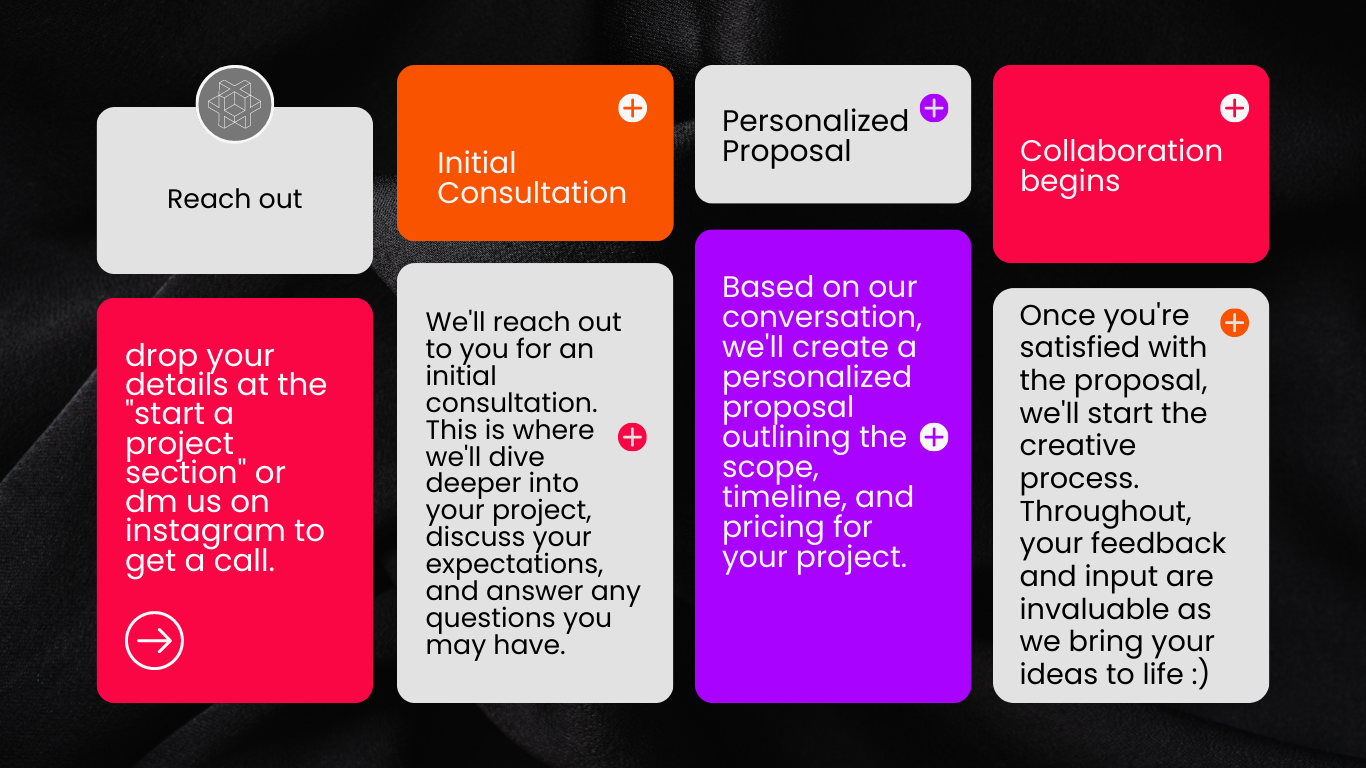 Reach out
drop your
details at the
"start a
project
section" or
dm us on
instagram to
get a call.
Initial
Consultation
We'll reach out
to you for an
initial
consultation.
This is where
we'll dive
deeper into
your project,
discuss your
expectations,
and answer any
questions you
may have.
Personalized
Proposal
Based on our
conversation,
we'll create a
personalized
proposal
outlining the
scope,
timeline, and
pricing for
your project.
Collaboration
begins
Once you're
satisfied with
the proposal,
we'll start the
creative
process.
Throughout,
your feedback
and input are
invaluable as
we bring your
ideas to life :)